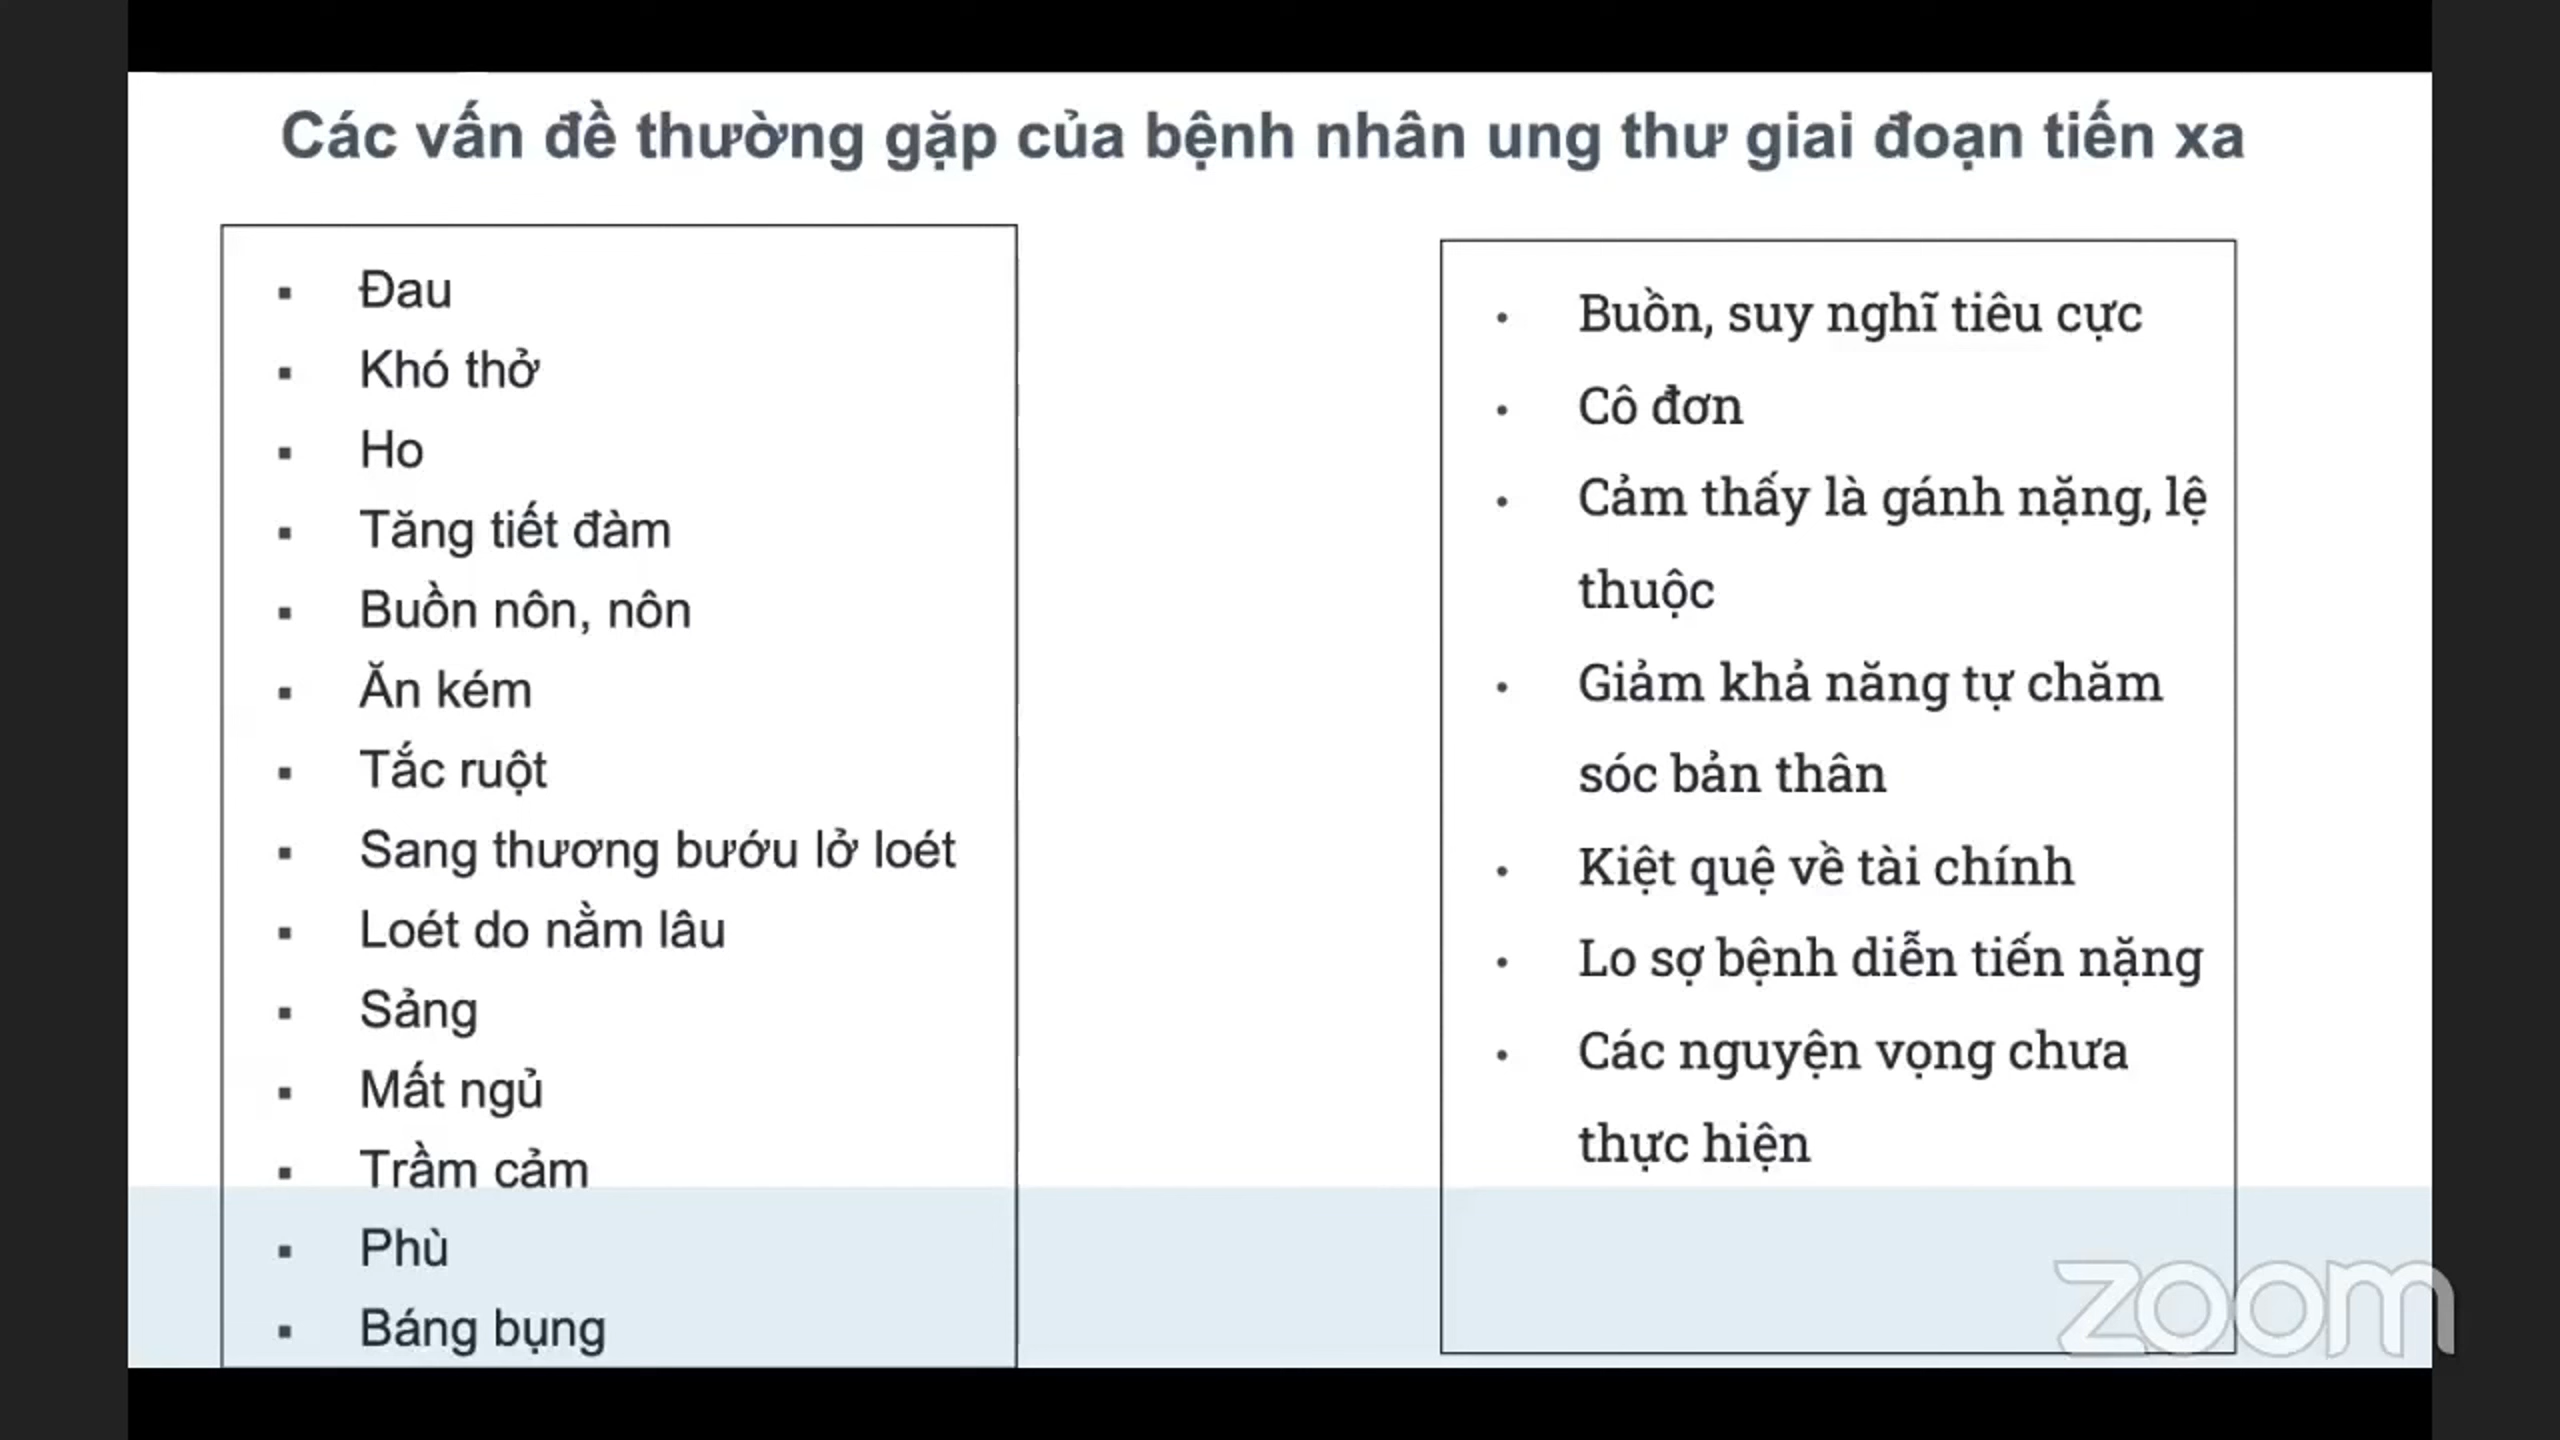 Các vấn đề thường gặp của bệnh nhân ung thư giai đoạn tiến xa
▪ Đau
▪ Khó thở
▪ Ho
▪ Tăng tiết đàm
▪ Buồn nôn, nôn
▪ Ăn kém
▪ Tắc ruột
▪ Sang thương bướu lở loét
▪ Loét do nằm lâu
▪ Sảng
▪ Mất ngủ
▪ Trầm cảm
▪ Phù
▪ Báng bụng
• Buồn, suy nghĩ tiêu cực
• Cô đơn
• Cảm thấy là gánh nặng, lệ
thuộc
• Giảm khả năng tự chăm
sóc bản thân
• Kiệt quệ về tài chính
• Lo sợ bệnh diễn tiến nặng
• Các nguyện vọng chưa
thực hiện
zoom